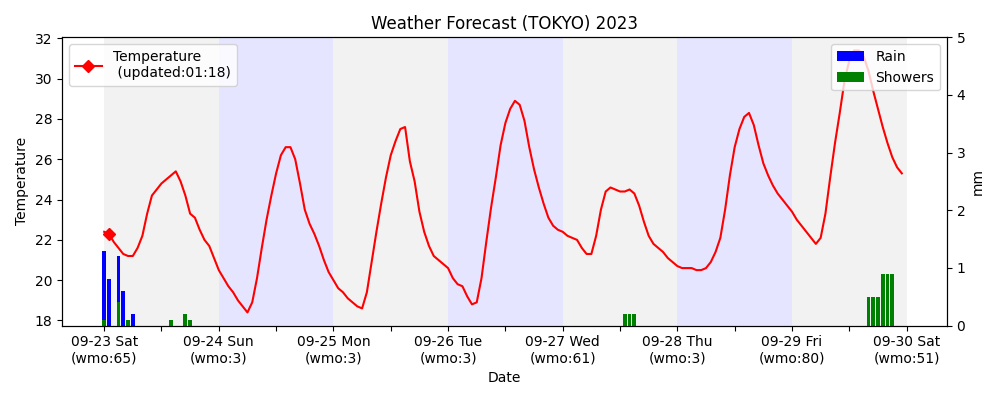 Weather Forecast (TOKYO) 2023
Temperature
(updated:01:18)
Rain
Showers
Temperature
32
30
28
26
24
22
20
18
5
4
3
2
1
0
mm
09-23 Sat
(wmo:65)
09-24 Sun
(wmo:3)
09-25 Mon
(wmo:3)
09-26 Tue
(wmo:3)
09-27 Wed
(wmo:61)
09-28 Thu
(wmo:3)
09-29 Fri
(wmo:80)
09-30 Sat
(wmo:51)
Date